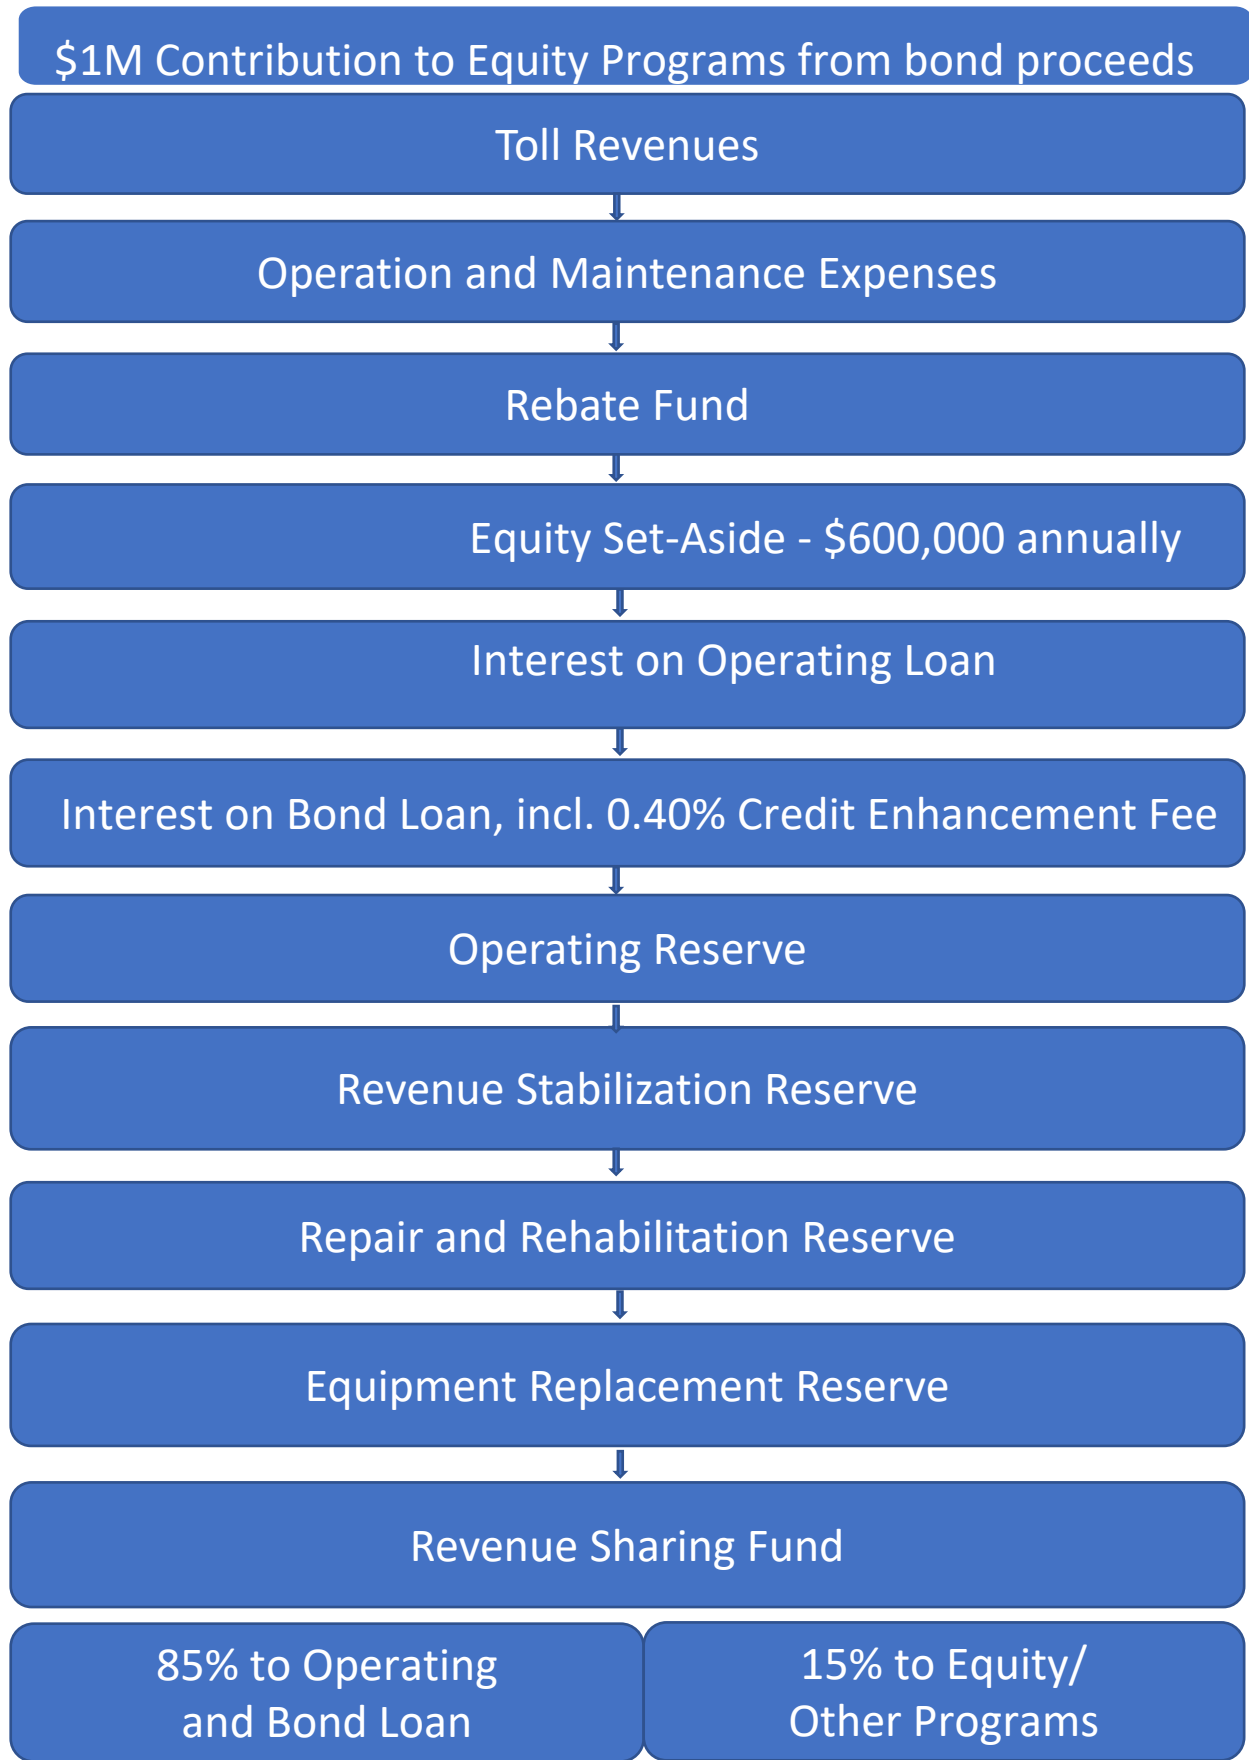 $1M Contribution to Equity Programs from bond proceeds
Toll Revenues
Operation and Maintenance Expenses
Rebate Fund
Equity Set-Aside - $600,000 annually
Interest on Operating Loan
Interest on Bond Loan, incl. 0.40% Credit Enhancement Fee
Operating Reserve
Revenue Stabilization Reserve
Repair and Rehabilitation Reserve
Equipment Replacement Reserve
Revenue Sharing Fund
85% to Operating
and Bond Loan
15% to Equity/
Other Programs